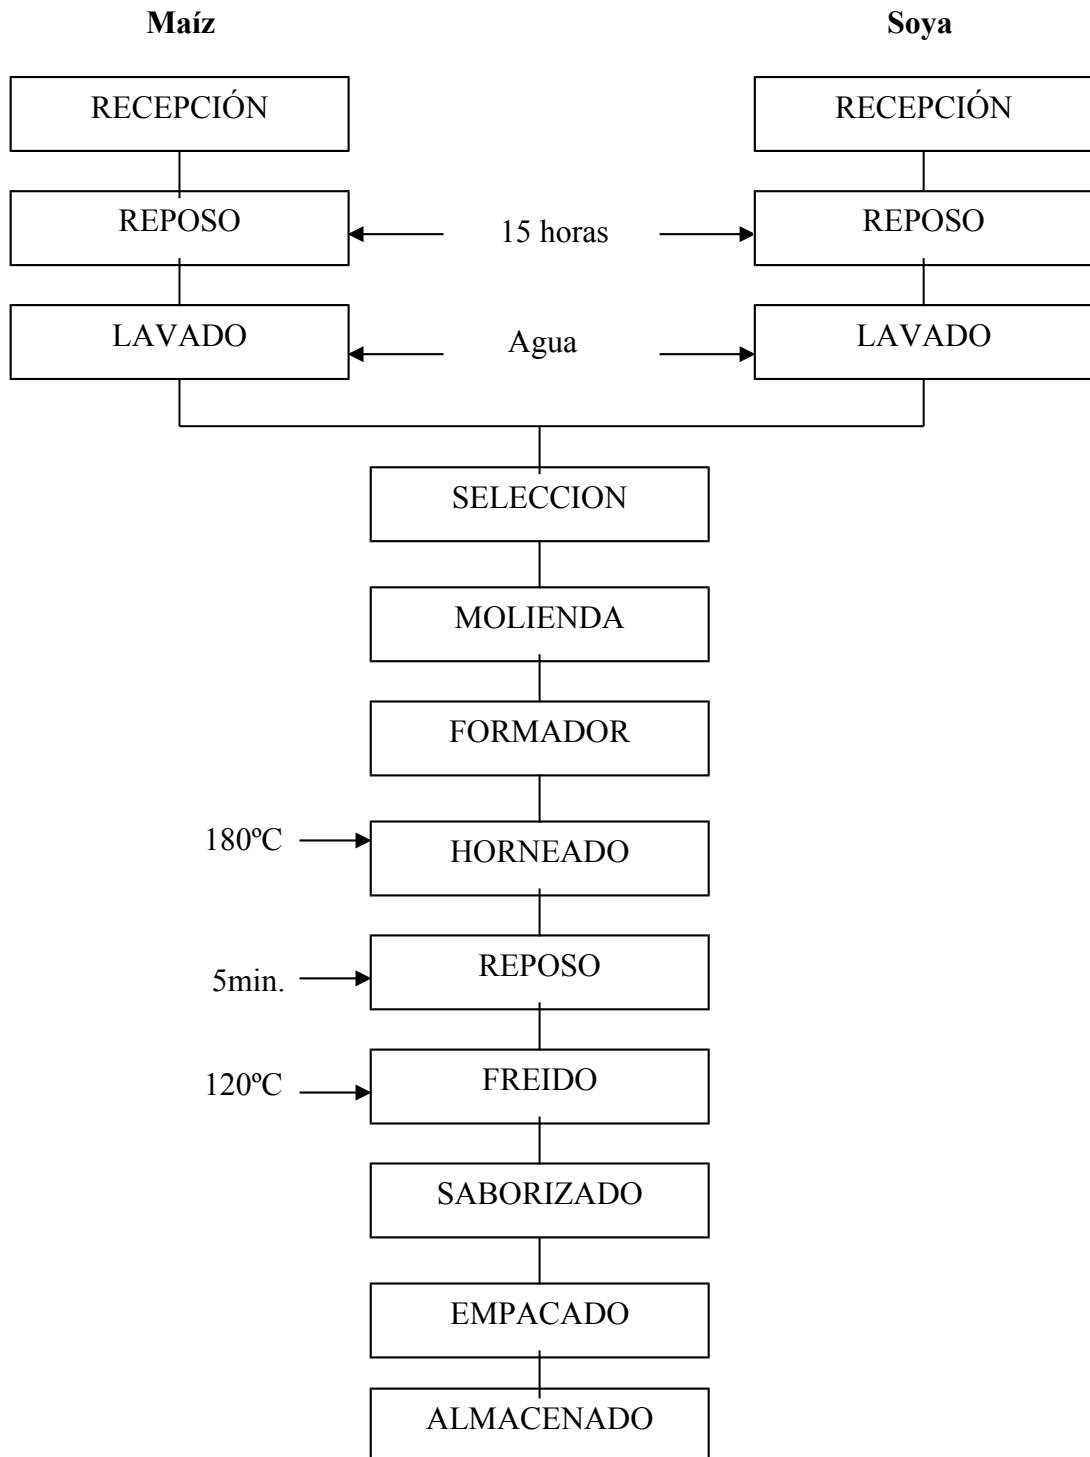 Maíz
Soya
RECEPCIÓN
RECEPCIÓN
REPOSO
15 horas
REPOSO
LAVADO
Agua
LAVADO
SELECCION
MOLIENDA
FORMADOR
180ºC
HORNEADO
REPOSO
5min.
120ºC
FREIDO
SABORIZADO
EMPACADO
ALMACENADO